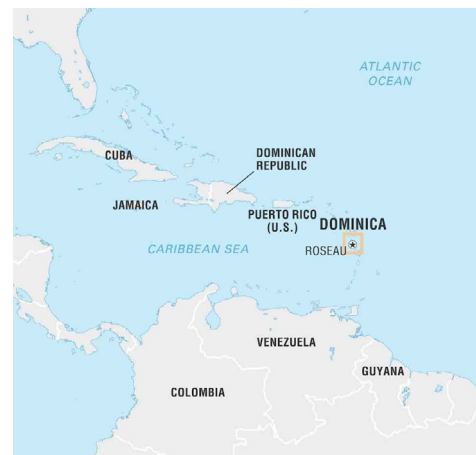 ATLANTIC
OCEAN
CUBA
DOMINICAN
REPUBLIC
JAMAICA
PUERTO RICO
(U.S.)
DOMINICA
CARIBBEAN SEA
ROSEAU
VENEZUELA
GUYANA
COLOMBIA